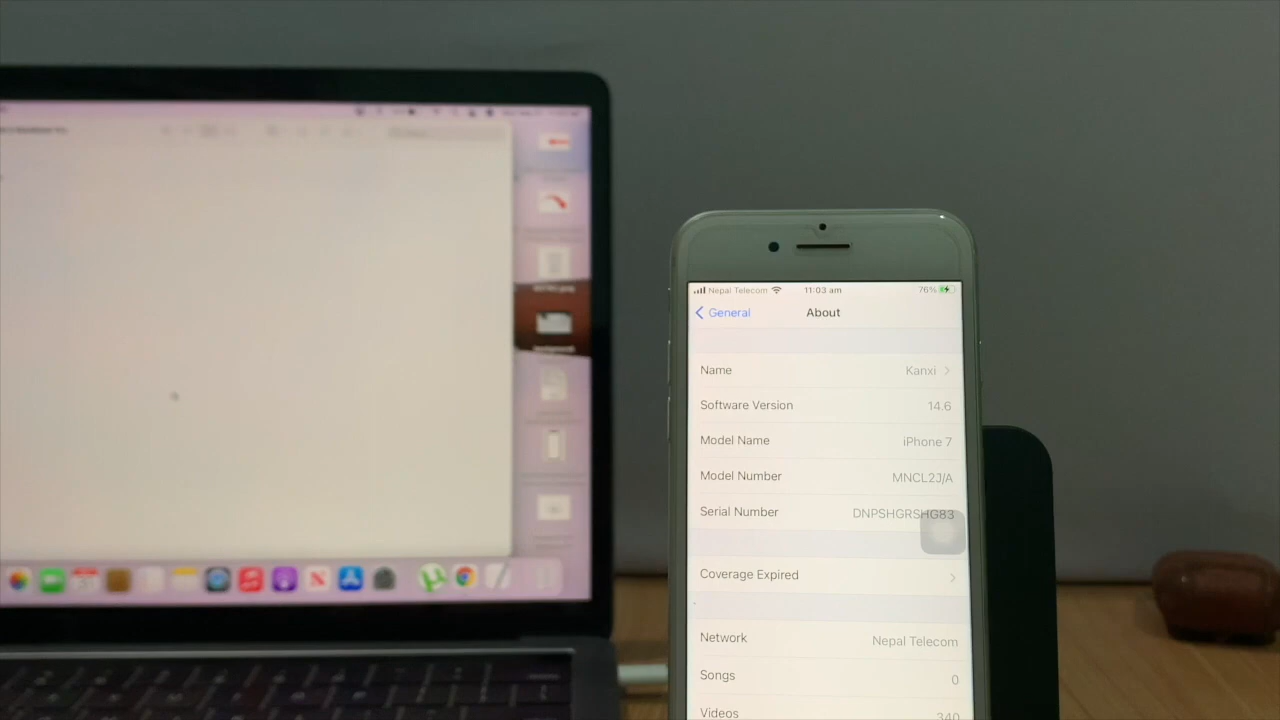 Nepal Telecom 11:03 am 76%
General About
Name Kanxi
Software Version 14.6
Model Name iPhone 7
Model Number MNCL2J/A
Serial Number DNPSHGRSHG83
Coverage Expired
Network Nepal Telecom
Songs 0
Videos 340